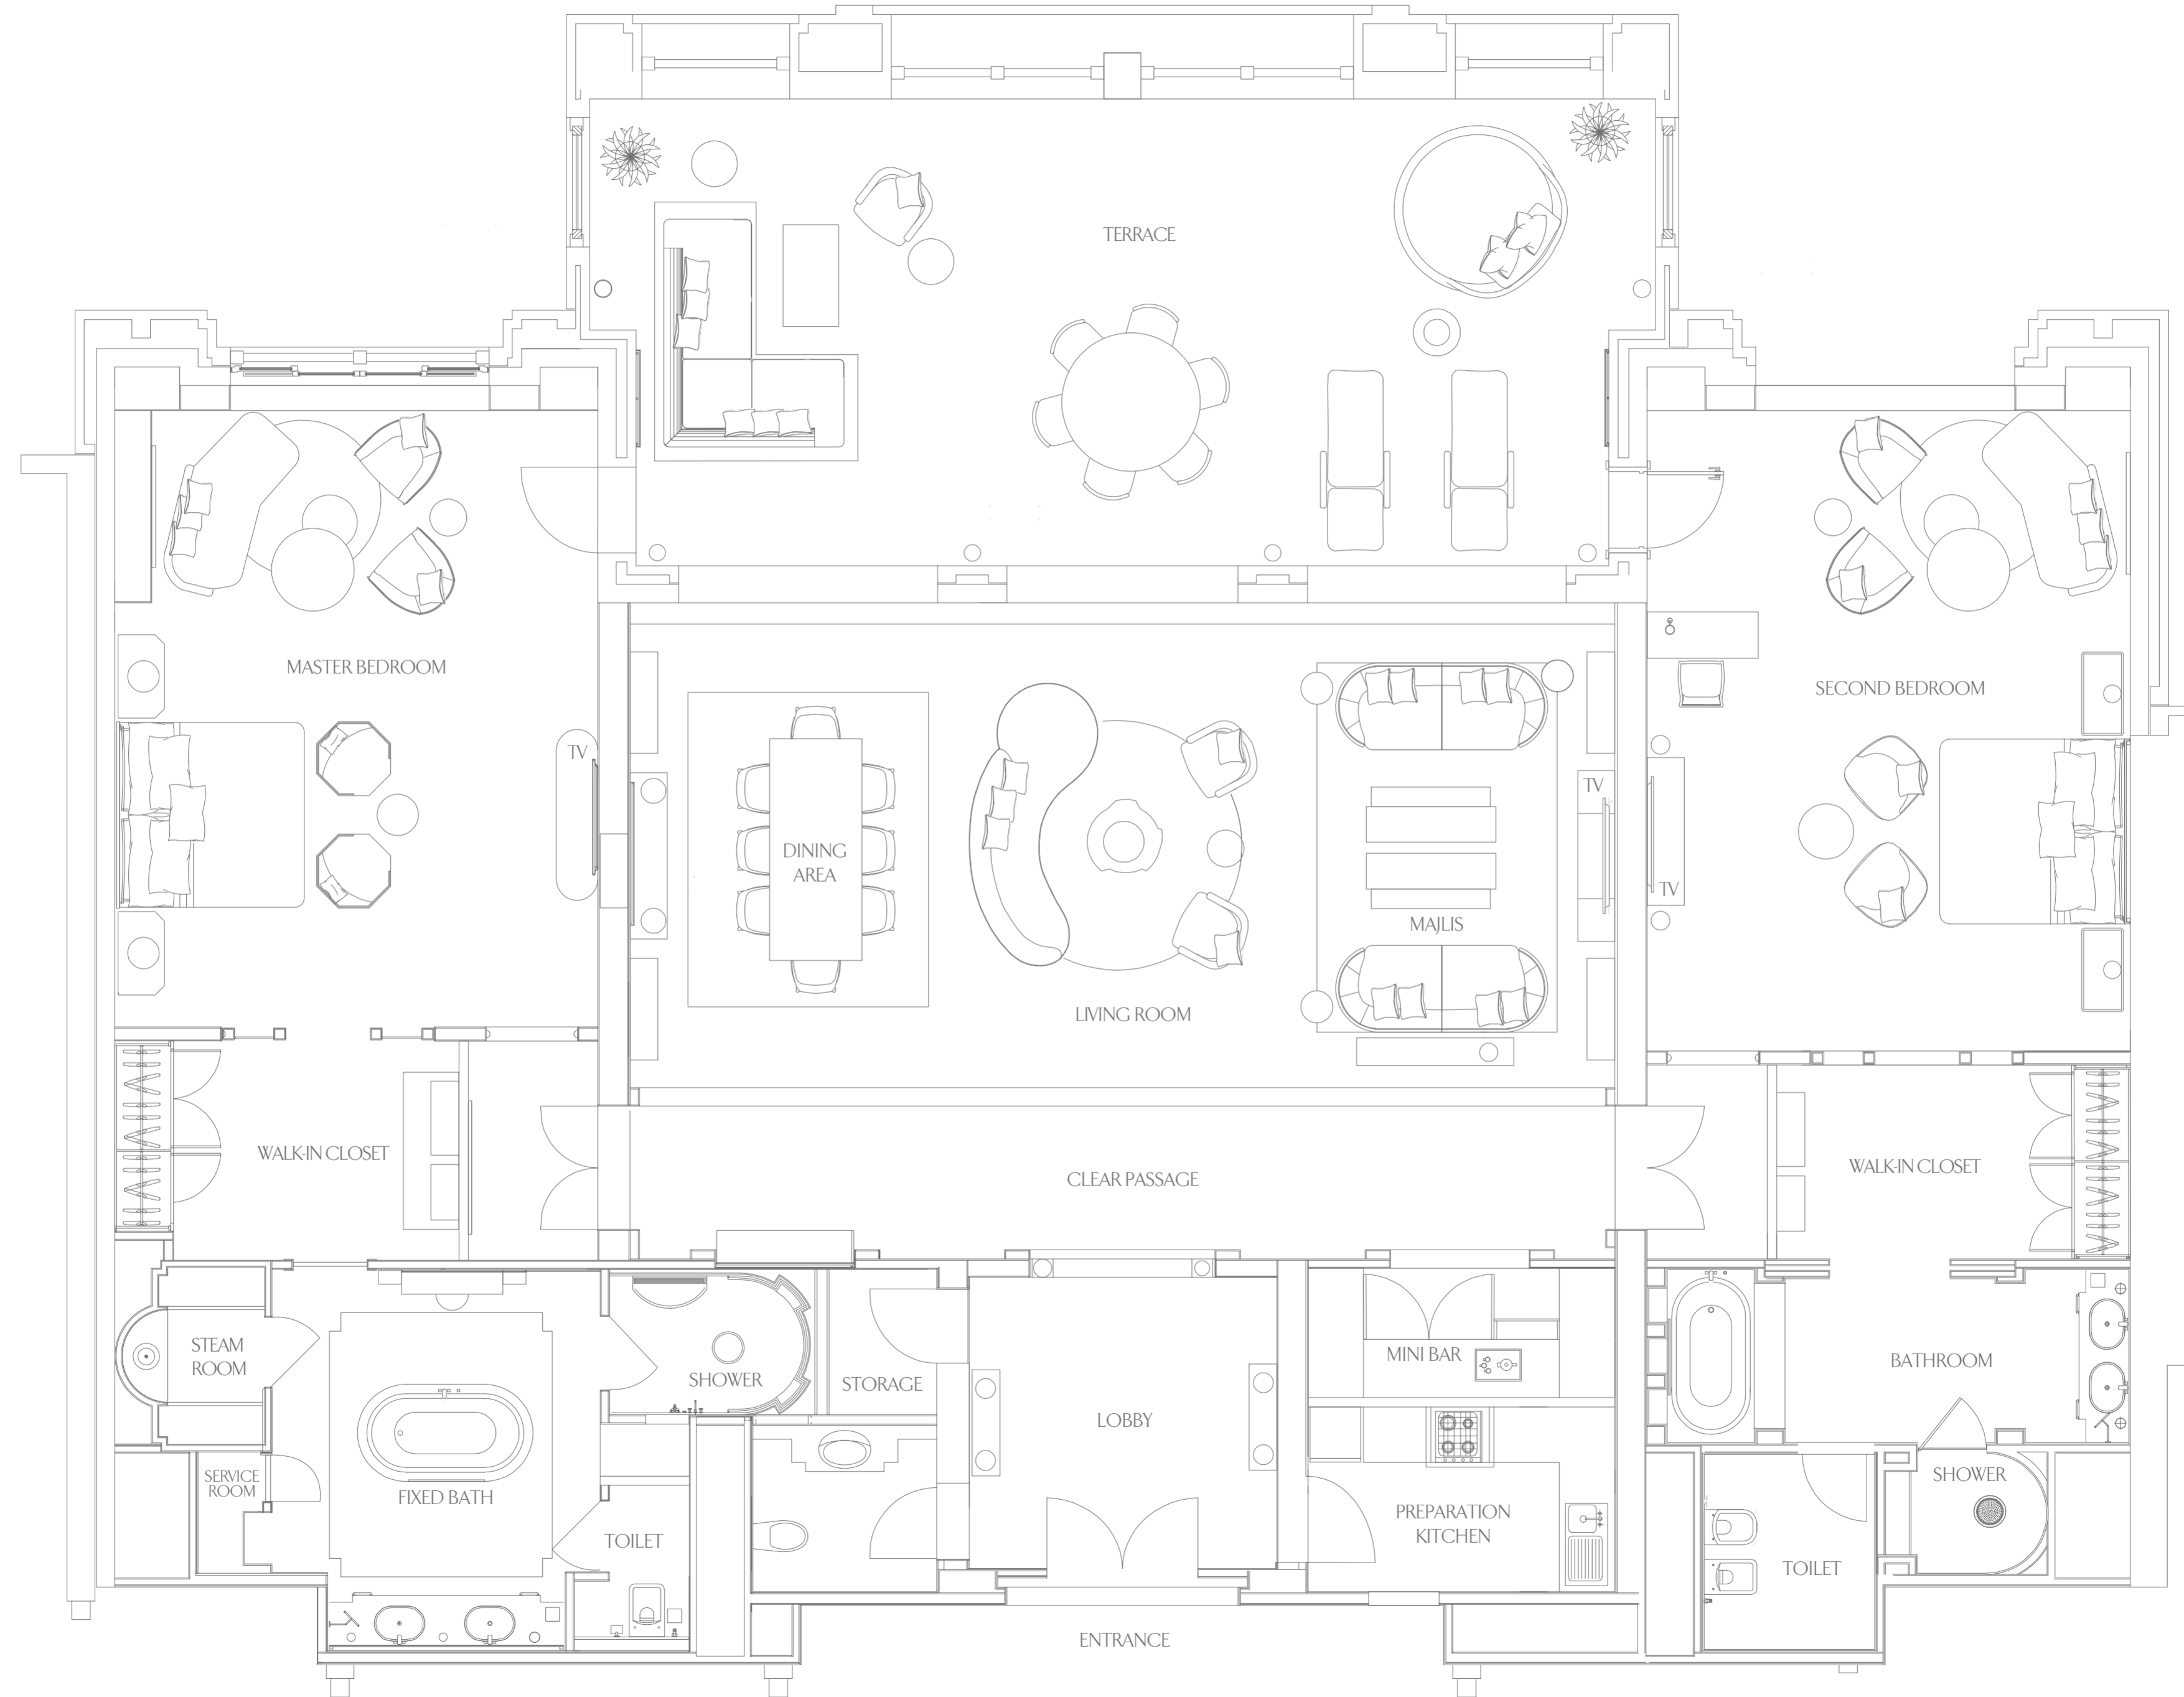 TERRACE
MASTER BEDROOM
SECOND BEDROOM
TV
TV
DINING
AREA
TV
MAJLIS
LIVING ROOM
WALK-IN CLOSET
CLEAR PASSAGE
WALK-IN CLOSET
STEAM
ROOM
SHOWER
STORAGE
MINI BAR
BATHROOM
LOBBY
SERVICE
ROOM
FIXED BATH
SHOWER
TOILET
PREPARATION
KITCHEN
TOILET
ENTRANCE